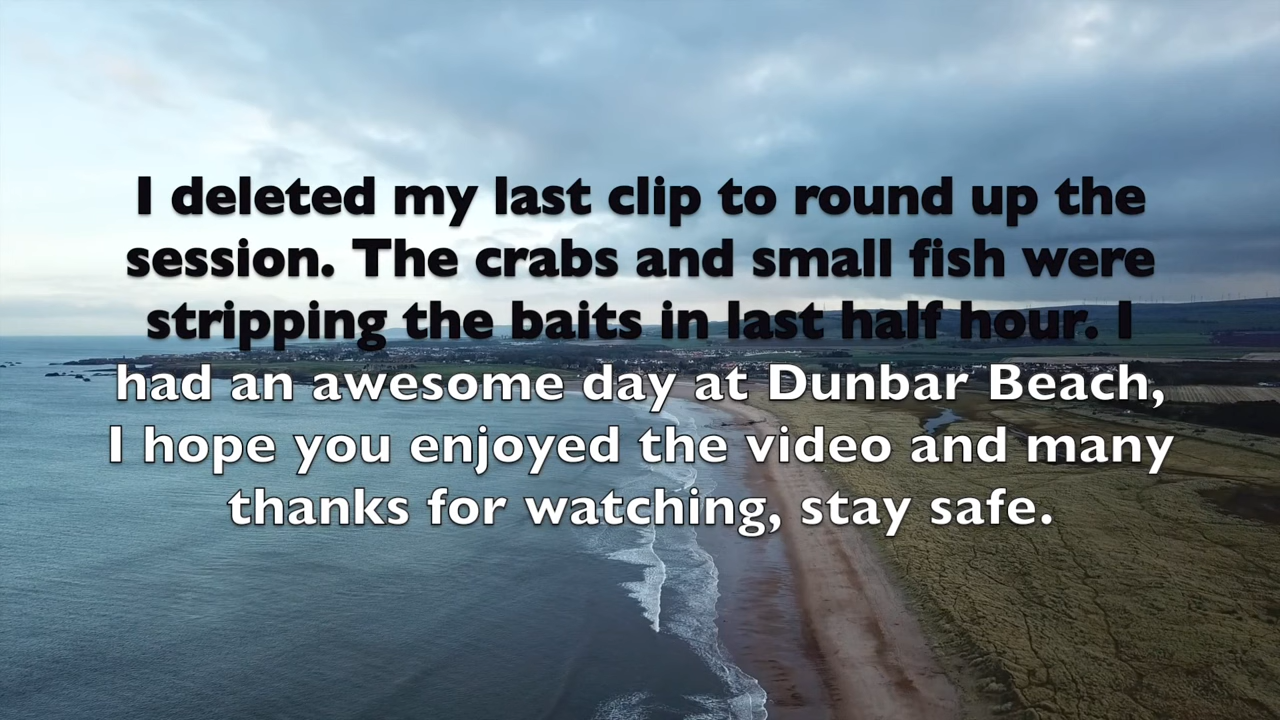 I deleted my last clip to round up the
session. The crabs and small fish were
stripping the baits in last half hour. I
had an awesome day at Dunbar Beach,
I hope you enjoyed the video and many
thanks for watching, stay safe.